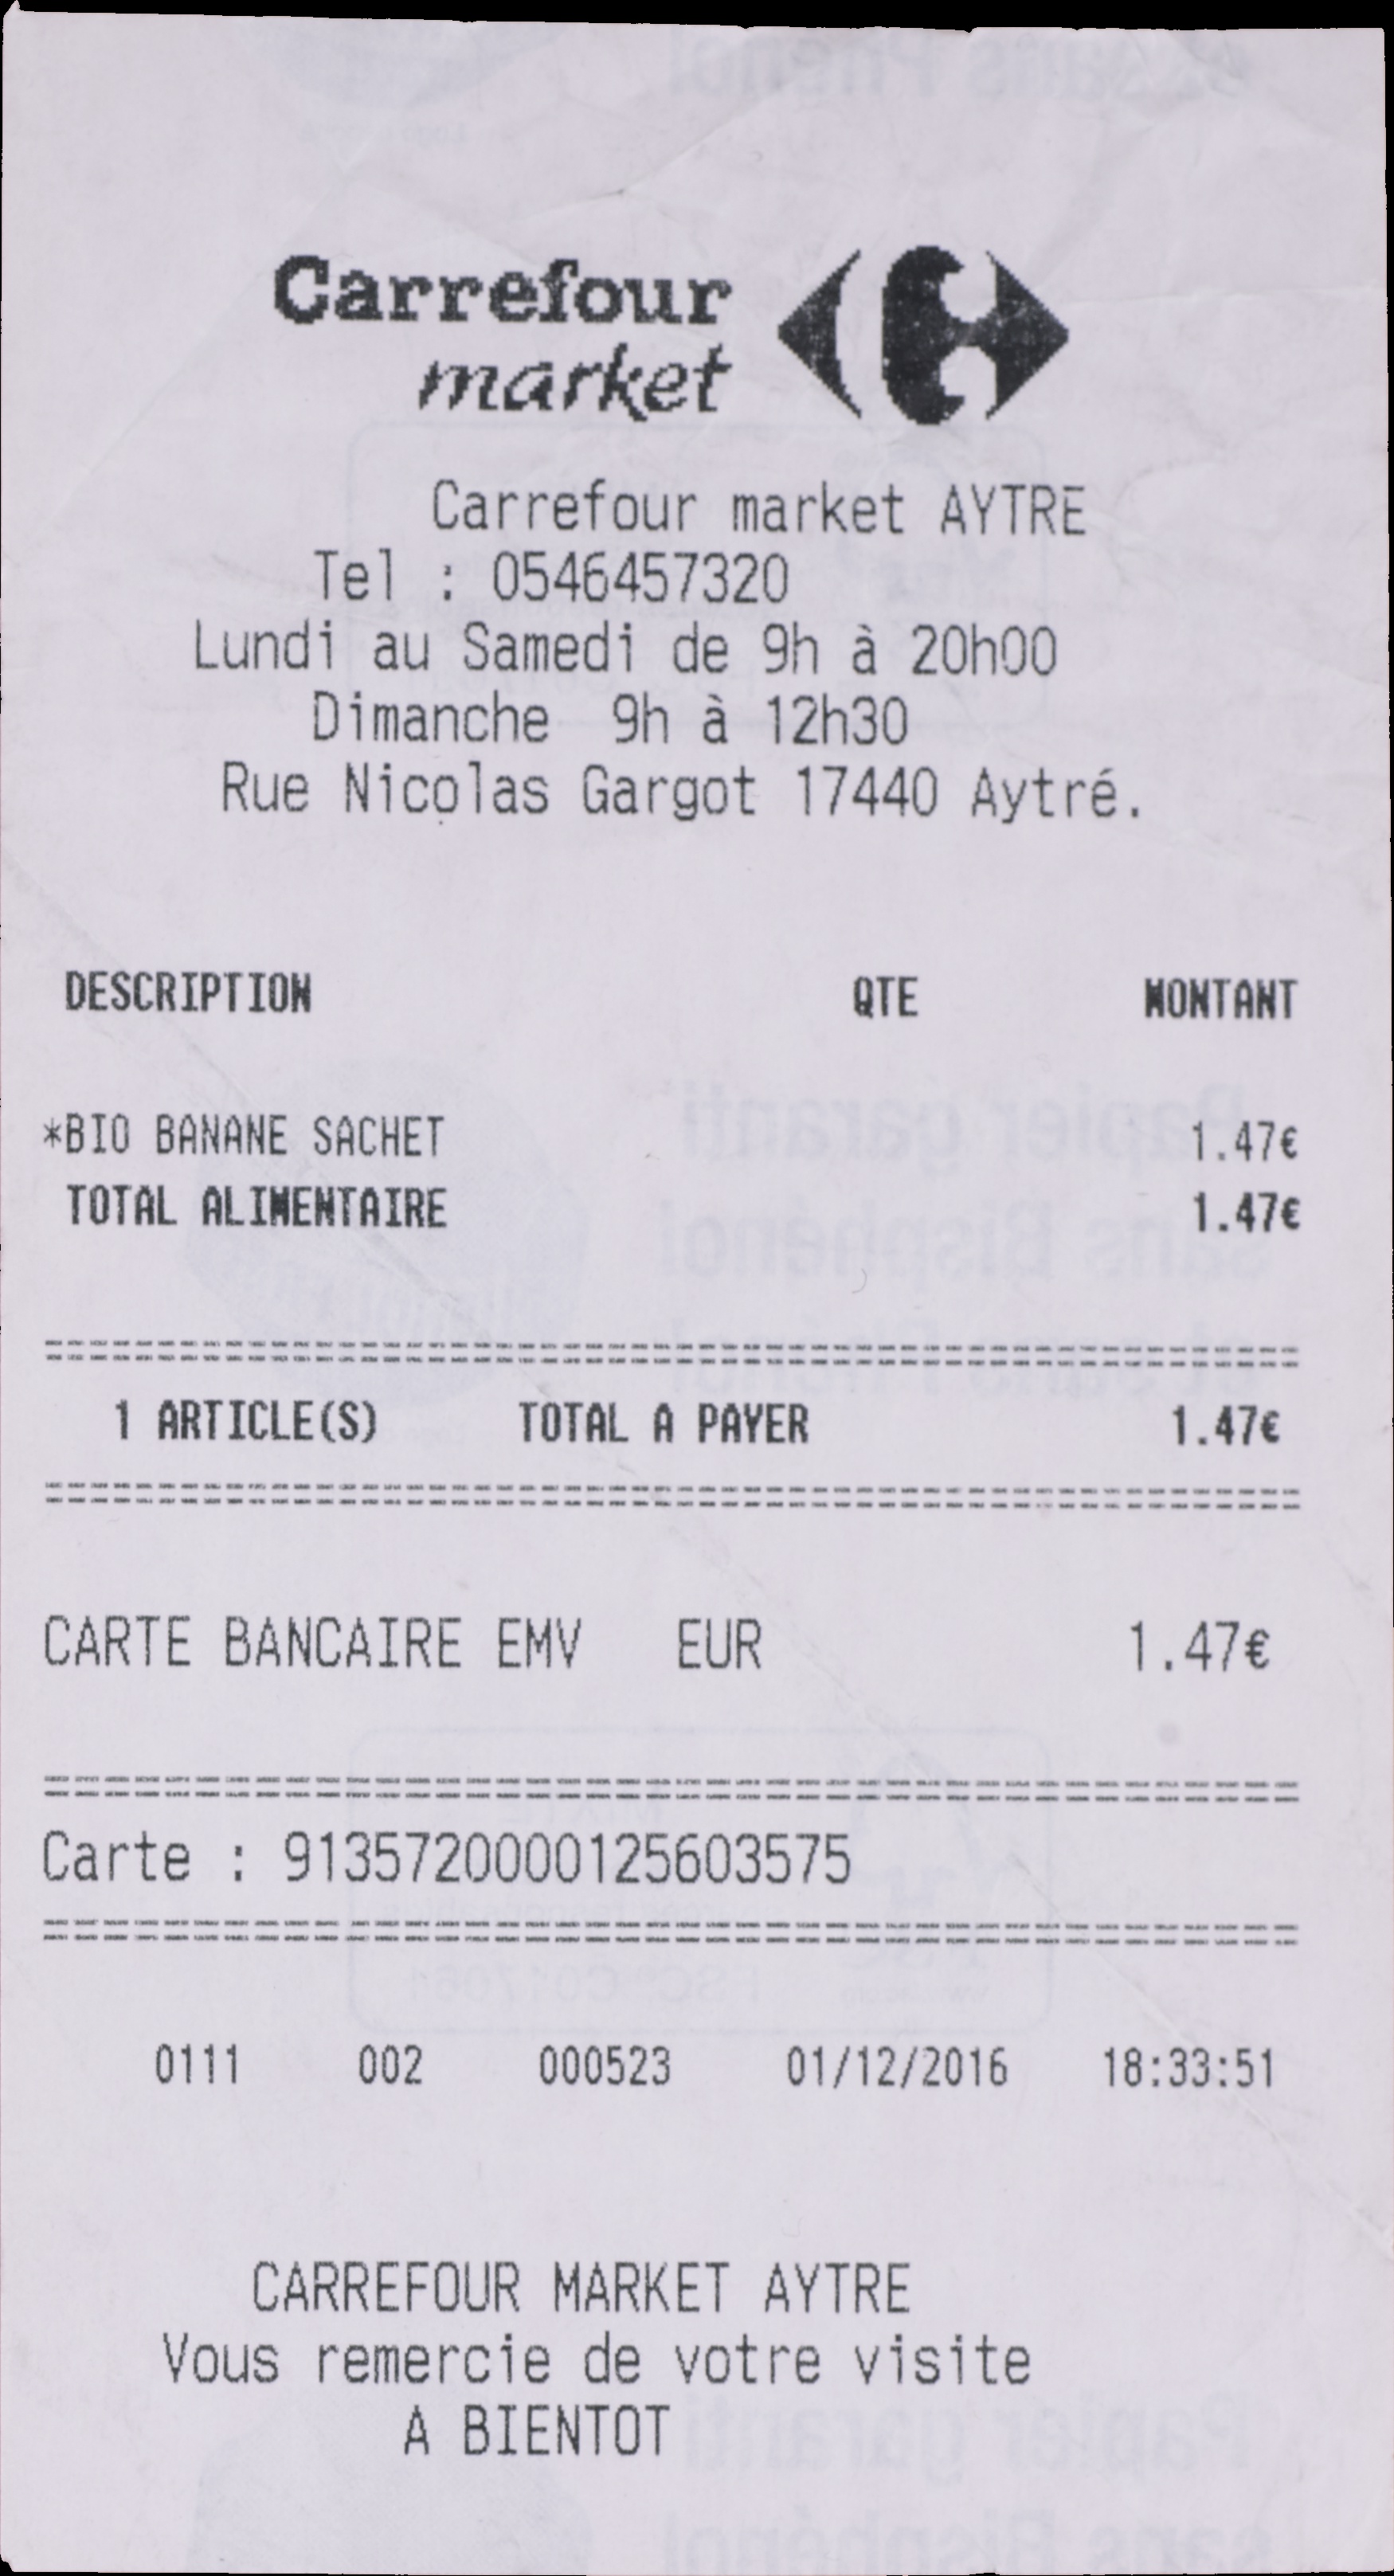 Carrefour
market
Carrefour market AYTRE
Tel : 0546457320
Lundi au Samedi de 9h à 20h00
Dimanche 9h à 12h30
Rue Nicolas Gargot 17440 Aytré.
DESCRIPTION QTE MONTANT
*BIO BANANE SACHET 1.47€
TOTAL ALIMENTAIRE 1.47€
1 ARTICLE(S) TOTAL A PAYER 1.47€
CARTE BANCAIRE EMV EUR 1.47€
Carte : 9135720000125603575
0111 002 000523 01/12/2016 18:33:51
CARREFOUR MARKET AYTRE
Vous remercie de votre visite
A BIENTOT